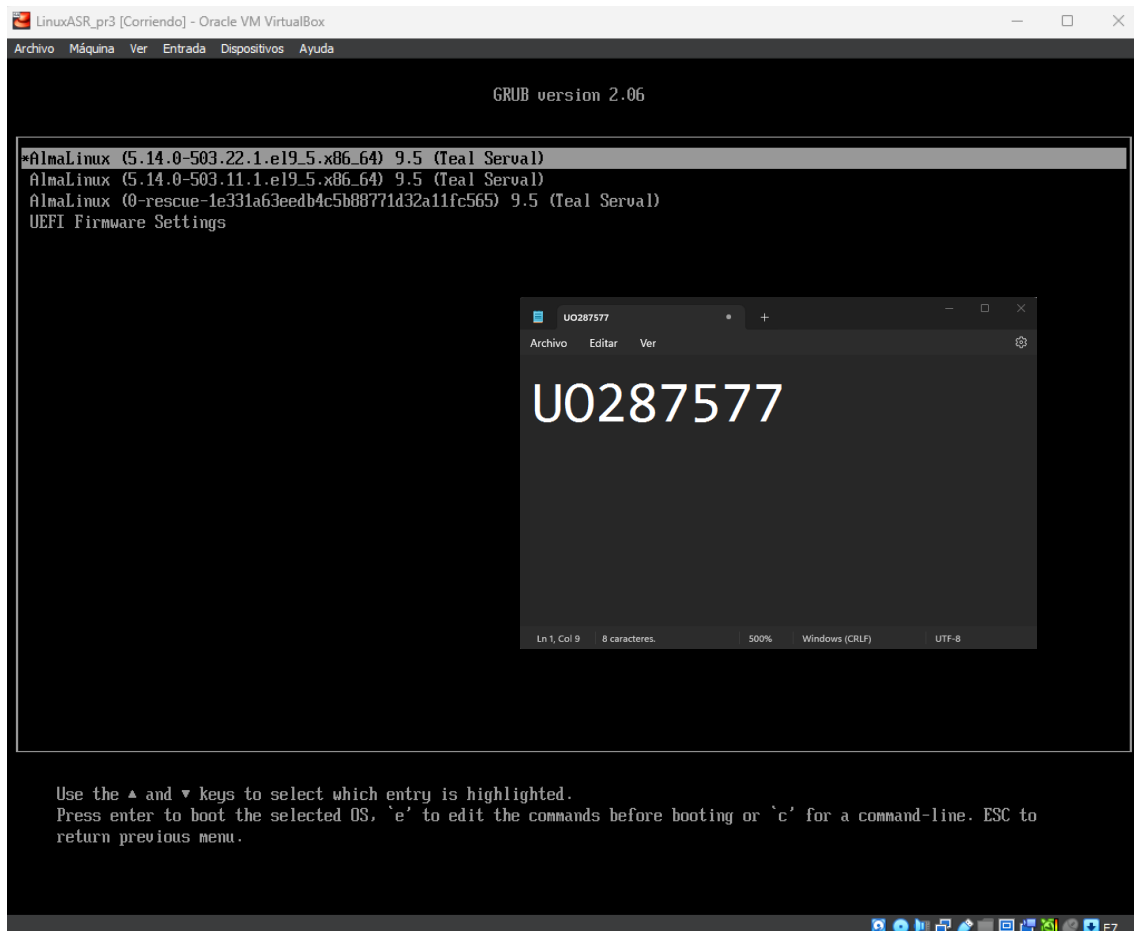 LinuxASR_pr3 [Corriendo] - Oracle VM VirtualBox
Archivo Máquina Ver Entrada Dispositivos Ayuda
GRUB version 2.06
*AlmaLinux (5.14.0-503.22.1.el9_5.x86_64) 9.5 (Teal Serval)
AlmaLinux (5.14.0-503.11.1.el9_5.x86_64) 9.5 (Teal Serval)
AlmaLinux (0-rescue-1e331a63eedb4c5b88771d32a11fc565) 9.5 (Teal Serval)
UEFI Firmware Settings
UO287577
Archivo Editar Ver
UO287577
Ln 1, Col 9 8 caracteres. 500% Windows (CRLF) UTF-8
Use the ▲ and ▼ keys to select which entry is highlighted.
Press enter to boot the selected OS, `e' to edit the commands before booting or `c' for a command-line. ESC to
return previous menu.